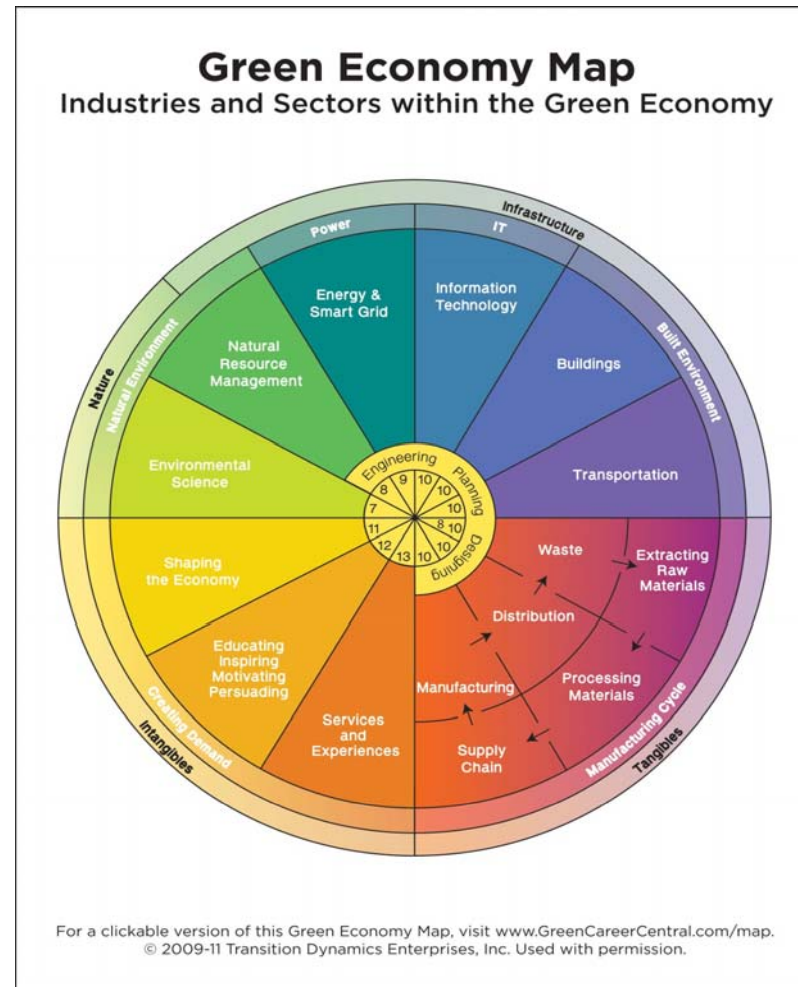 Green Economy Map
Industries and Sectors within the Green Economy
Infrastructure
Power
IT
Nature
Natural Environment
Built Environment
Energy &
Smart Grid
Information
Technology
Natural
Resource
Management
Buildings
Environmental
Science
Transportation
Engineering
Planning
Designing
9
10
8
10
7
10
11
8
10
12
10
13
10
Shaping
the Economy
Waste
Extracting
Raw
Materials
Distribution
Educating
Inspiring
Motivating
Persuading
Manufacturing
Processing
Materials
Services
and
Experiences
Supply
Chain
Creating Demand
Intangibles
Manufacturing Cycle
Tangibles
For a clickable version of this Green Economy Map, visit www.GreenCareerCentral.com/map.
© 2009-11 Transition Dynamics Enterprises, Inc. Used with permission.